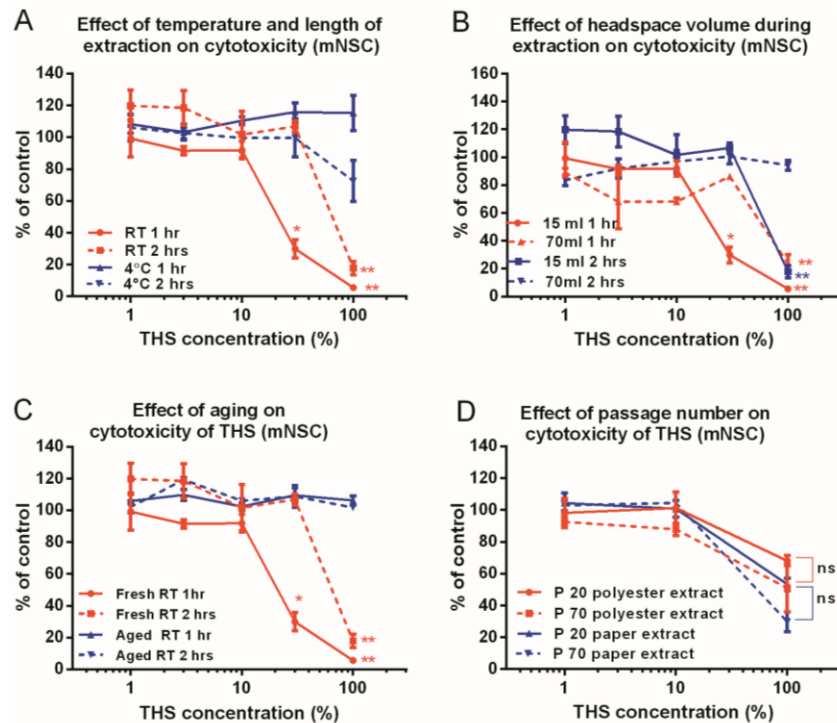 A
Effect of temperature and length of
extraction on cytotoxicity (mNSC)
140
120
100
80
60
40
20
0
% of control
RT 1 hr
RT 2 hrs
4°C 1 hr
4°C 2 hrs
*
**
**
1
10
100
THS concentration (%)
B
Effect of headspace volume during
extraction on cytotoxicity (mNSC)
160
140
120
100
80
60
40
20
0
% of control
15 ml 1 hr
70ml 1 hr
15 ml 2 hrs
70ml 2 hrs
*
**
**
**
1
10
100
THS concentration (%)
C
Effect of aging on
cytotoxicity of THS (mNSC)
140
120
100
80
60
40
20
0
% of control
Fresh RT 1hr
Fresh RT 2 hrs
Aged RT 1 hr
Aged RT 2 hrs
*
**
**
1
10
100
THS concentration (%)
D
Effect of passage number on
cytotoxicity of THS (mNSC)
140
120
100
80
60
40
20
0
% of control
P 20 polyester extract
P 70 polyester extract
P 20 paper extract
P 70 paper extract
ns
ns
1
10
100
THS concentration (%)